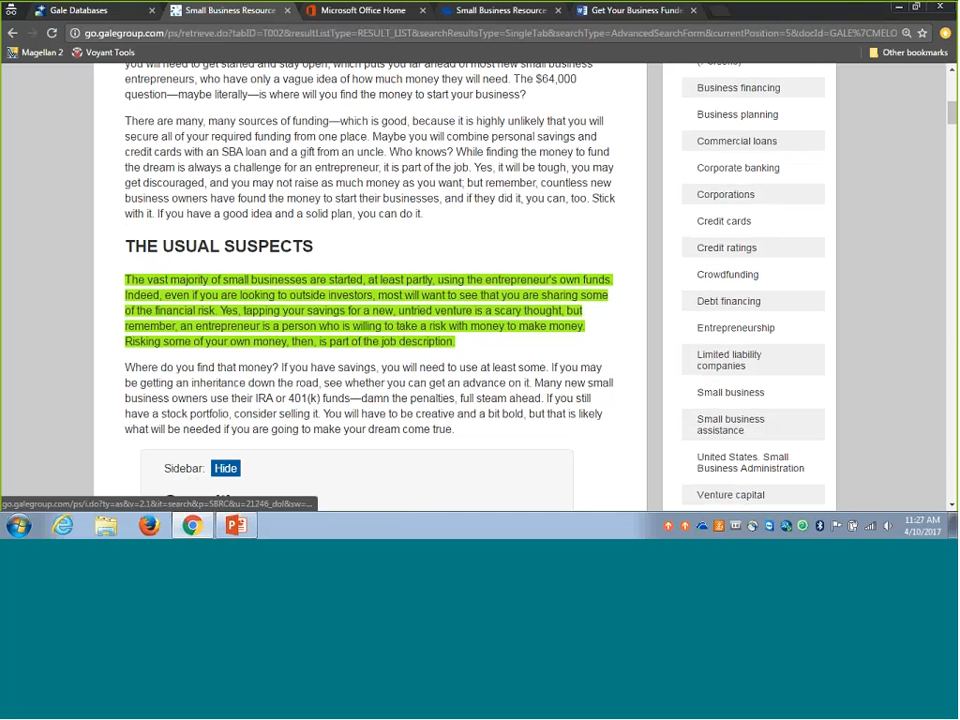 Gale Databases
Small Business Resource
Microsoft Office Home
Small Business Resource
Get Your Business Fund
go.galegroup.com/ps/retrieve.do?tabID=T002&resultListType=RESULT_LIST&searchResultsType=SingleTab&searchType=AdvancedSearchForm&currentPosition=5&docId=GALE%7CMELO
Magellan 2
Voyant Tools
Other bookmarks
you will need to get started and stay open, which puts you far ahead of most new small business
entrepreneurs, who have only a vague idea of how much money they will need. The $64,000
question—maybe literally—is where will you find the money to start your business?
There are many, many sources of funding—which is good, because it is highly unlikely that you will
secure all of your required funding from one place. Maybe you will combine personal savings and
credit cards with an SBA loan and a gift from an uncle. Who knows? While finding the money to fund
the dream is always a challenge for an entrepreneur, it is part of the job. Yes, it will be tough, you may
get discouraged, and you may not raise as much money as you want; but remember, countless new
business owners have found the money to start their businesses, and if they did it, you can, too. Stick
with it. If you have a good idea and a solid plan, you can do it.
THE USUAL SUSPECTS
The vast majority of small businesses are started, at least partly, using the entrepreneur's own funds.
Indeed, even if you are looking to outside investors, most will want to see that you are sharing some
of the financial risk. Yes, tapping your savings for a new, untried venture is a scary thought, but
remember, an entrepreneur is a person who is willing to take a risk with money to make money.
Risking some of your own money, then, is part of the job description.
Where do you find that money? If you have savings, you will need to use at least some. If you may
be getting an inheritance down the road, see whether you can get an advance on it. Many new small
business owners use their IRA or 401(k) funds—damn the penalties, full steam ahead. If you still
have a stock portfolio, consider selling it. You will have to be creative and a bit bold, but that is likely
what will be needed if you are going to make your dream come true.
Sidebar: Hide
Business financing
Business planning
Commercial loans
Corporate banking
Corporations
Credit cards
Credit ratings
Crowdfunding
Debt financing
Entrepreneurship
Limited liability
companies
Small business
Small business
assistance
United States. Small
Business Administration
Venture capital
go.galegroup.com/ps/i.do?ty=as&v=2.1&it=search&p=SBRC&u=21746_dol&sw=...
11:27 AM
4/10/2017